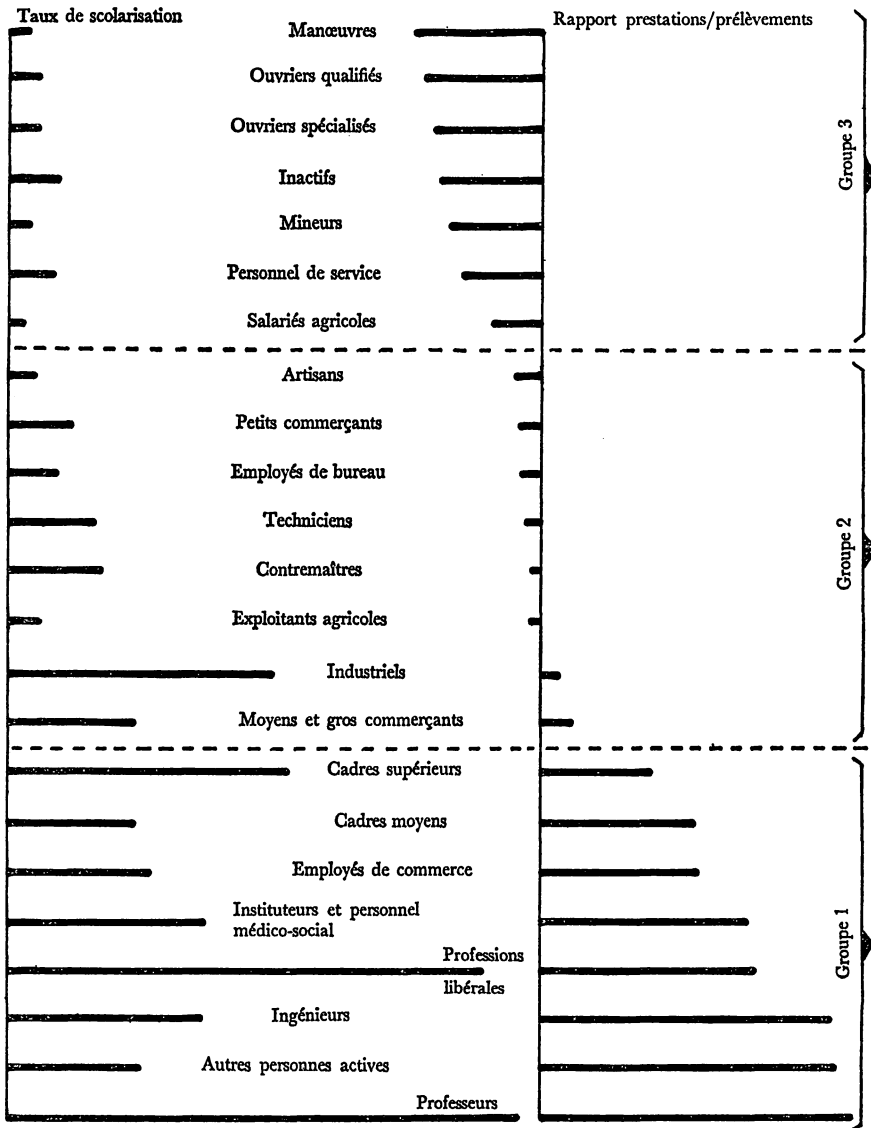 Taux de scolarisation
Rapport prestations/prélèvements
Manœuvres
Ouvriers qualifiés
Ouvriers spécialisés
Inactifs
Mineurs
Personnel de service
Salariés agricoles
Groupe 3
Artisans
Petits commerçants
Employés de bureau
Techniciens
Contremaîtres
Exploitants agricoles
Industriels
Moyens et gros commerçants
Groupe 2
Cadres supérieurs
Cadres moyens
Employés de commerce
Instituteurs et personnel
médico-social
Professions
libérales
Ingénieurs
Autres personnes actives
Professeurs
Groupe 1